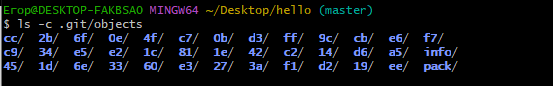 Erop@DESKTOP-FAKBSAO MINGW64 ~/Desktop/hello (master)
$ ls -c .git/objects
cc/ 2b/ 6f/ 0e/ 4f/ c7/ 0b/ d3/ ff/ 9c/ cb/ e6/ f7/
c9/ 34/ e5/ e2/ 1c/ 81/ 1e/ 42/ c2/ 14/ d6/ a5/ info/
45/ 1d/ 6e/ 33/ 60/ e3/ 27/ 3a/ f1/ d2/ 19/ ee/ pack/